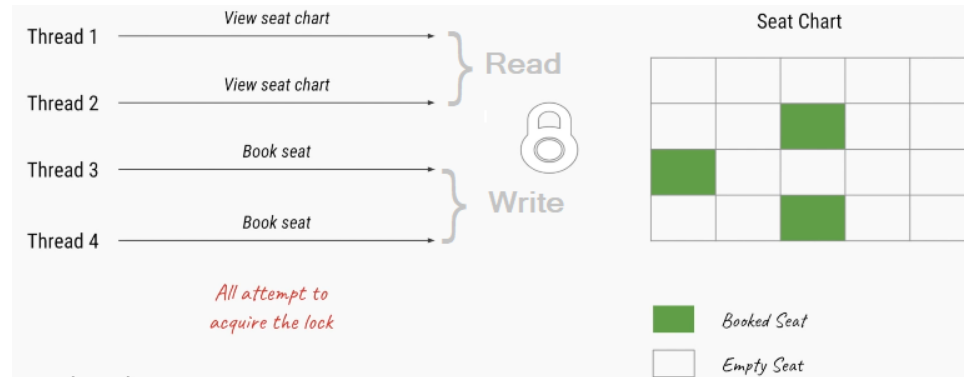 View seat chart
Thread 1
Read
View seat chart
Thread 2
Book seat
Thread 3
Write
Book seat
Thread 4
All attempt to
acquire the lock
Seat Chart
Booked Seat
Empty Seat